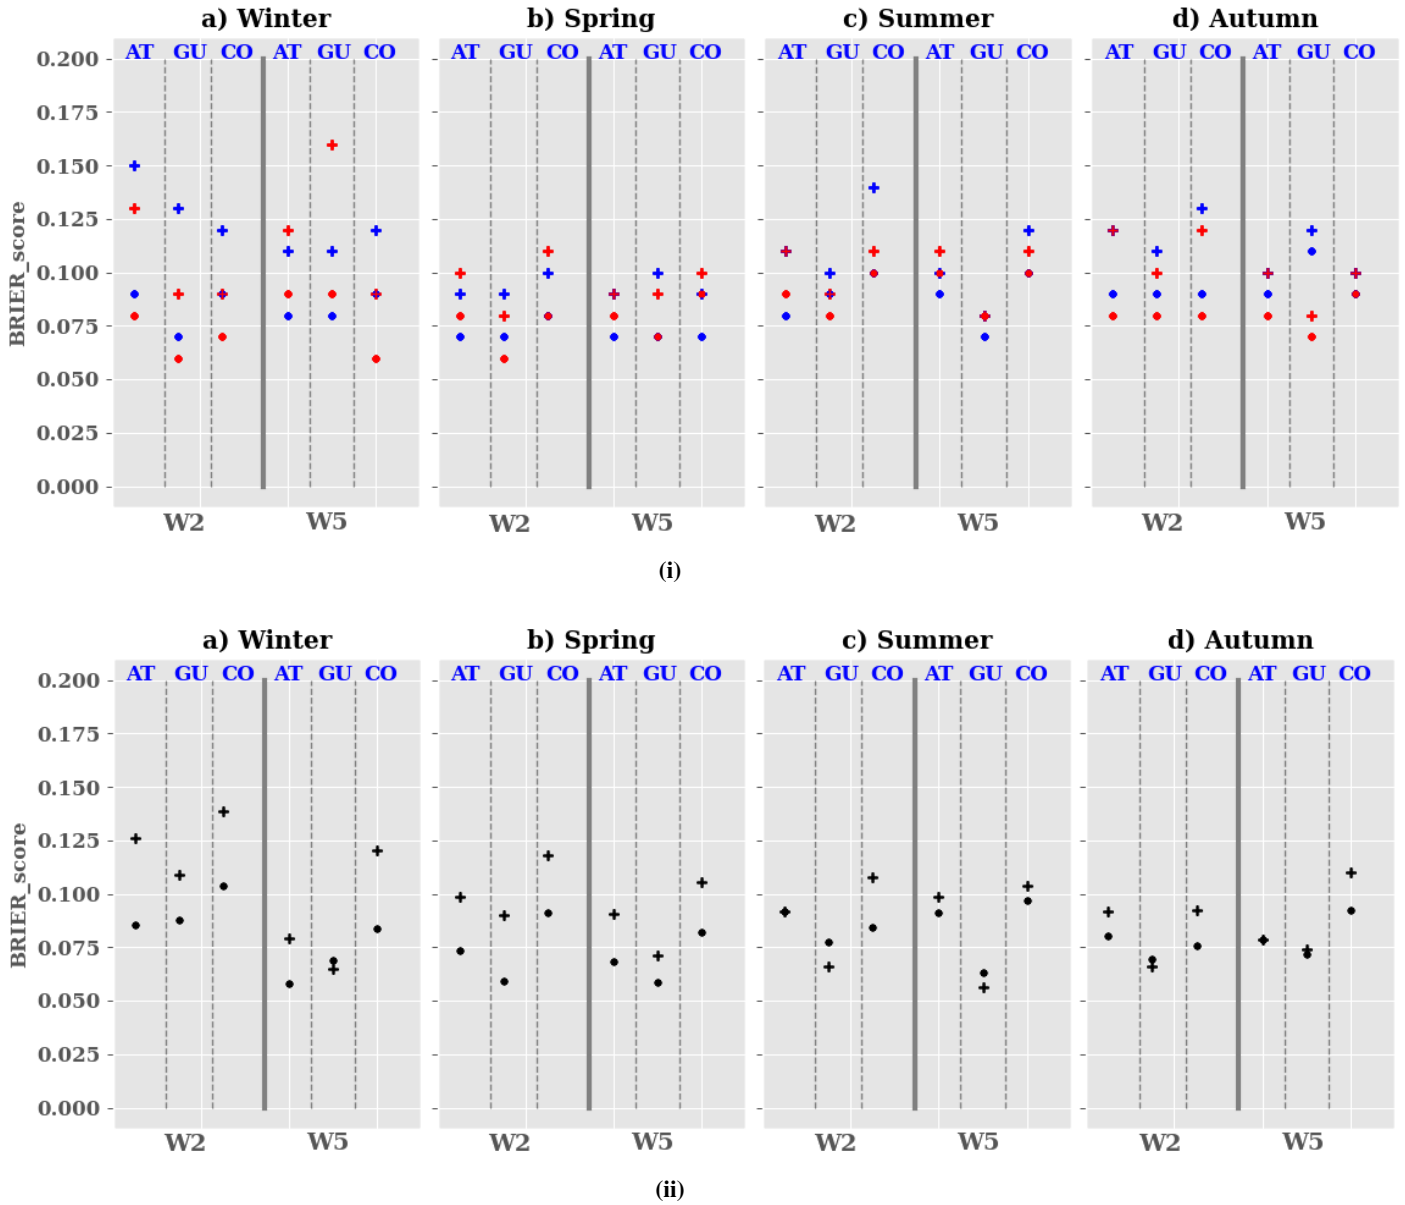 a) Winter b) Spring c) Summer d) Autumn
AT GU CO AT GU CO AT GU CO AT GU CO AT GU CO AT GU CO AT GU CO AT GU CO
0.200
0.175
0.150
0.125
0.100
0.075
0.050
0.025
0.000
BRIER_score
W2 W5 W2 W5 W2 W5 W2 W5
(i)
a) Winter b) Spring c) Summer d) Autumn
AT GU CO AT GU CO AT GU CO AT GU CO AT GU CO AT GU CO AT GU CO AT GU CO
0.200
0.175
0.150
0.125
0.100
0.075
0.050
0.025
0.000
BRIER_score
W2 W5 W2 W5 W2 W5 W2 W5
(ii)